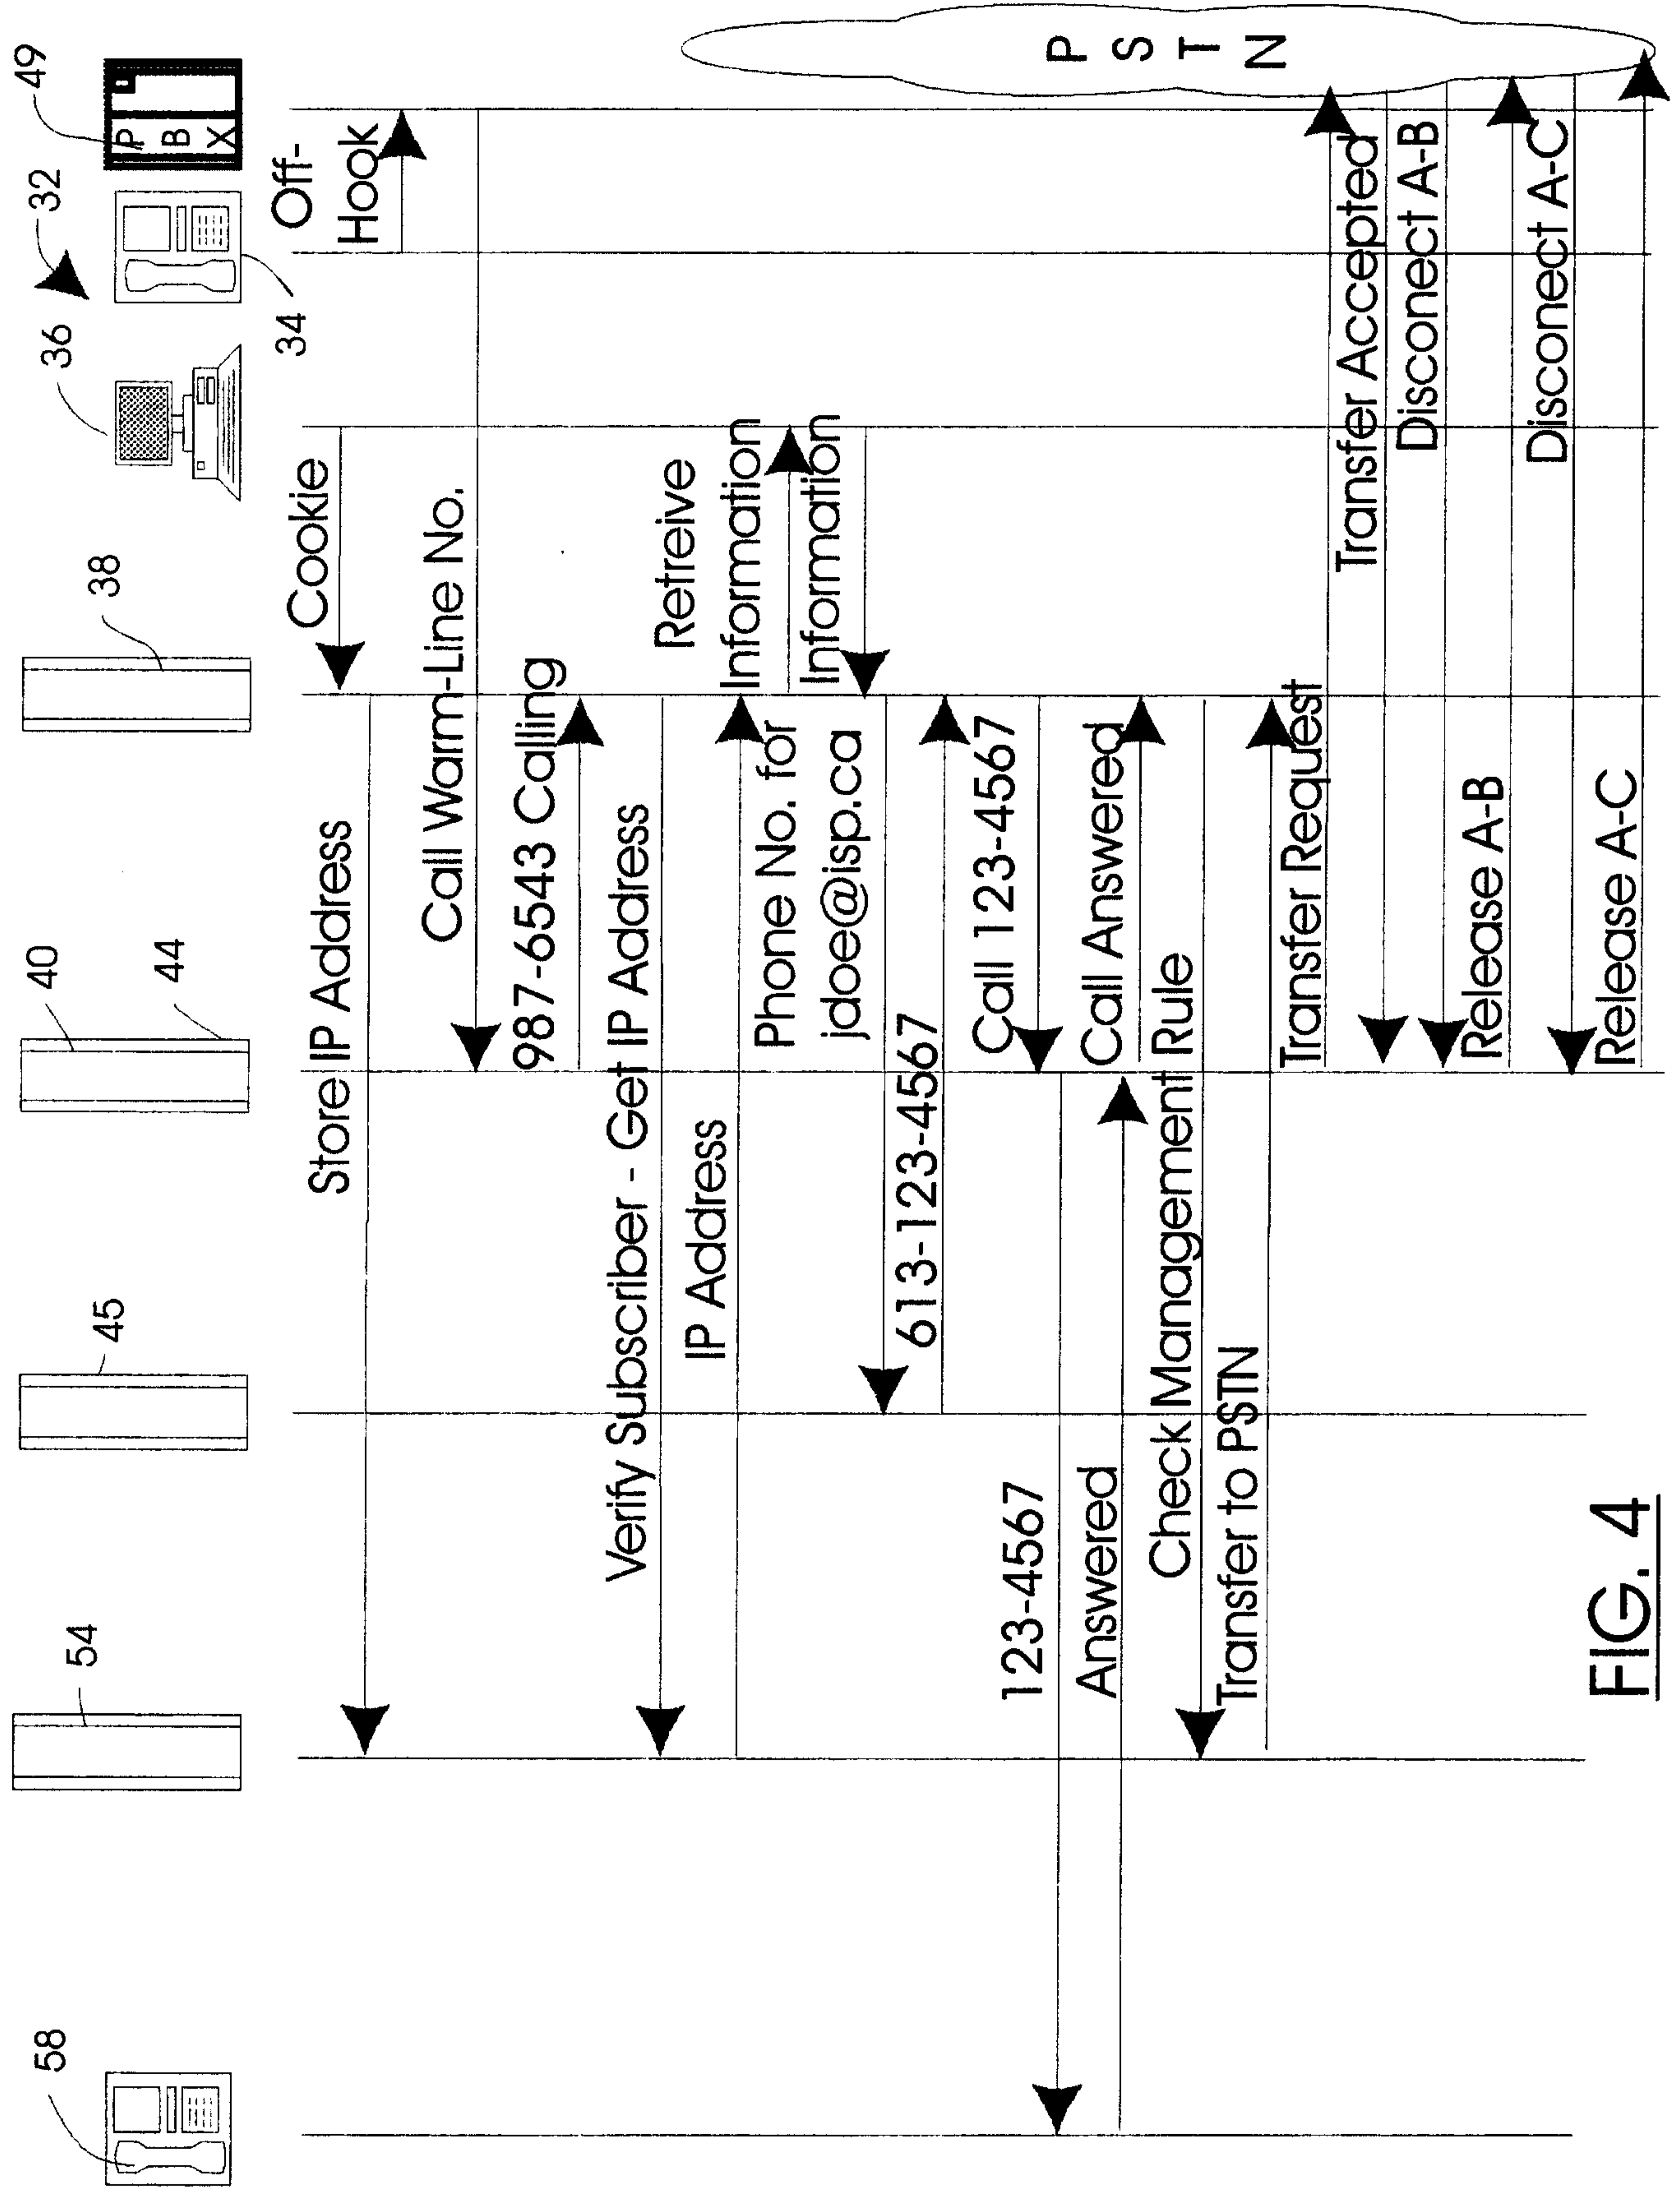 58
54
45
40
44
38
36
32
34
49
P
B
X
Off-
Hook
Cookie
Store IP Address
Call Warm-Line No.
987-6543 Calling
Verify Subscriber - Get IP Address
IP Address
Retreive
Information
Information
Phone No. for
jdoe@isp.ca
613-123-4567
Call 123-4567
123-4567
Answered
Call Answered
Check Management Rule
Transfer to PSTN
Transfer Request
Transfer Accepted
Disconect A-B
Release A-B
Disconect A-C
Release A-C
P
S
T
N
FIG. 4